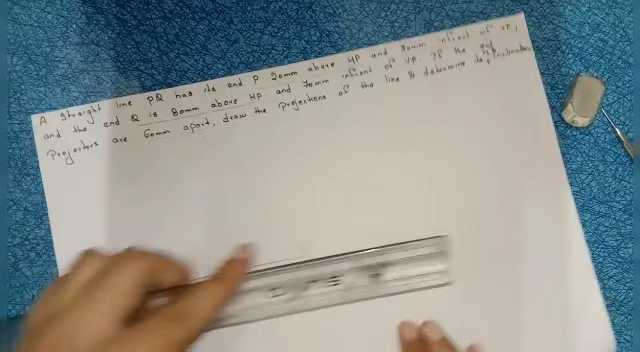 A straight line PQ has its end P 20mm above HP and 30mm infront of VP,
and the end Q is 80mm above HP and 70mm infront of VP If the end
Projectors are 60mm apart, draw the projections of the line & determine its inclination